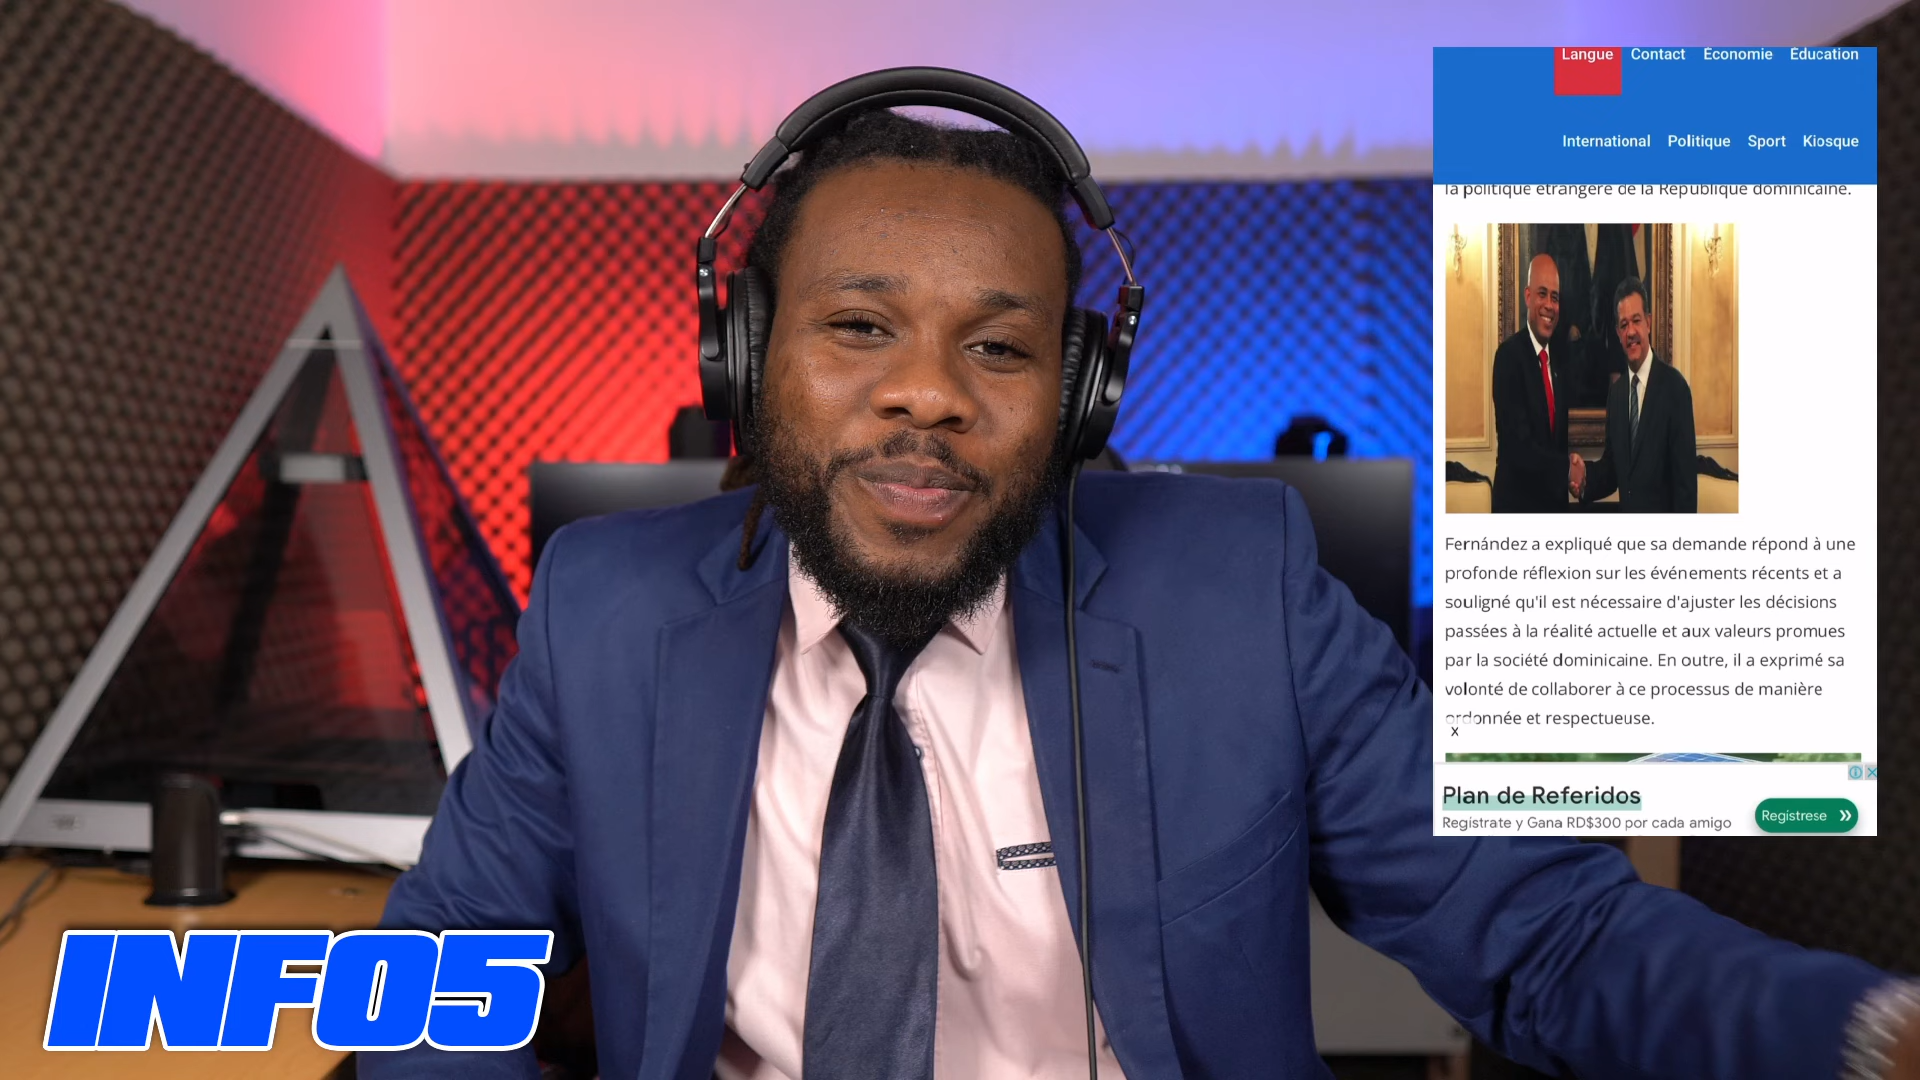 Langue Contact Économie Éducation
International Politique Sport Kiosque
la politique étrangère de la République dominicaine.
Fernández a expliqué que sa demande répond à une
profonde réflexion sur les événements récents et a
souligné qu'il est nécessaire d'ajuster les décisions
passées à la réalité actuelle et aux valeurs promues
par la société dominicaine. En outre, il a exprimé sa
volonté de collaborer à ce processus de manière
ordonnée et respectueuse.
x
Plan de Referidos
Regístrate y Gana RD$300 por cada amigo
Regístrese »
INFO5